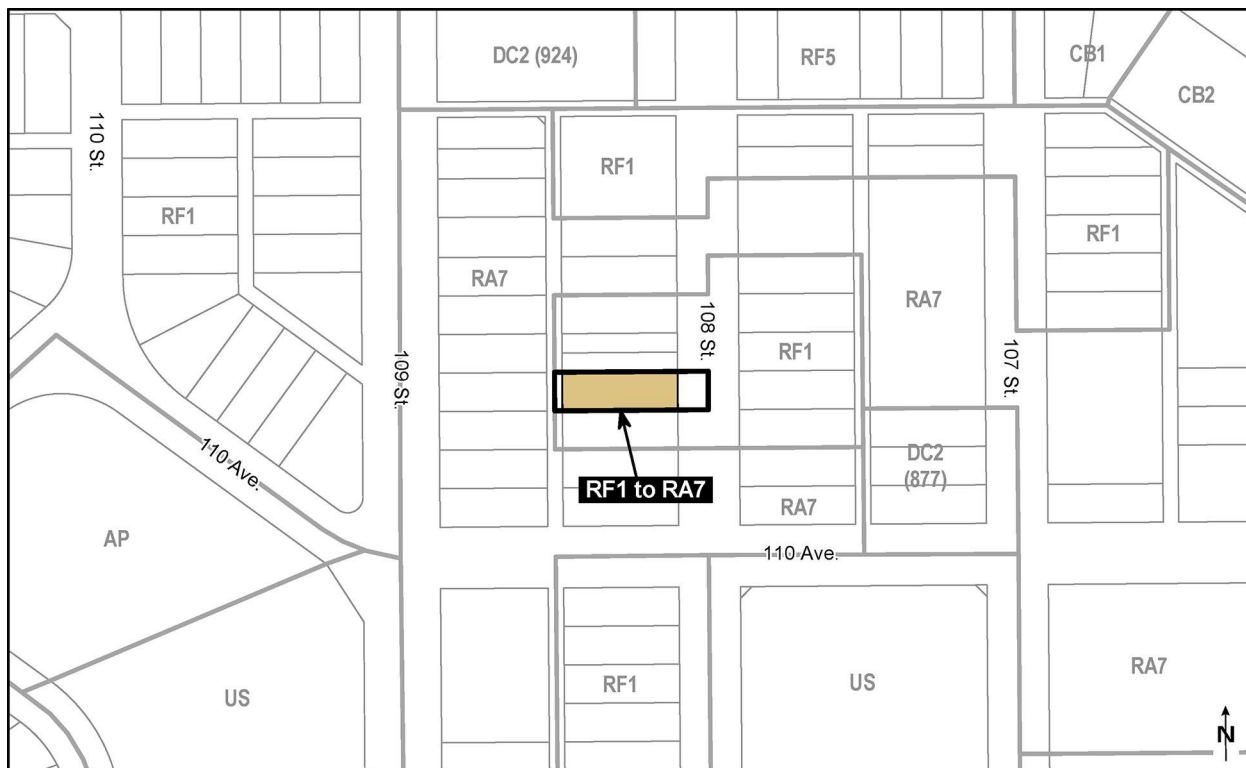 DC2 (924)
RF5
CB1
CB2
110 St.
RF1
RF1
RF1
RA7
RA7
108 St.
RF1
109 St.
107 St.
110 Ave.
DC2
(877)
RF1 to RA7
RA7
AP
110 Ave.
RF1
US
RA7
US
N